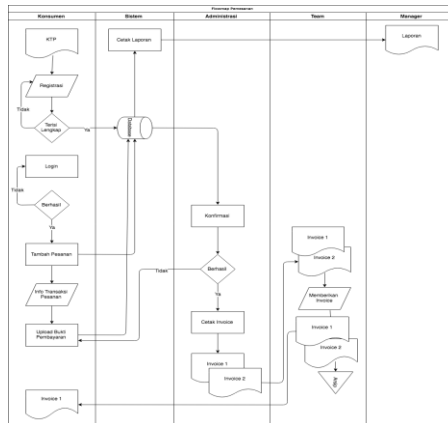 Flowmap Pemesanan
Konsumen
Sistem
Administrasi
Team
Manager
KTP
Registrasi
Tidak
Terisi
Lengkap
Ya
Login
Tidak
Berhasil
Ya
Tambah Pesanan
Info Transaksi
Pesanan
Upload Bukti
Pembayaran
Invoice 1
Cetak Laporan
Database
Tidak
Konfirmasi
Berhasil
Ya
Cetak Invoice
Invoice 1
Invoice 2
Invoice 1
Invoice 2
Memberikan
Invoice
Invoice 1
Invoice 2
Arsip
Laporan